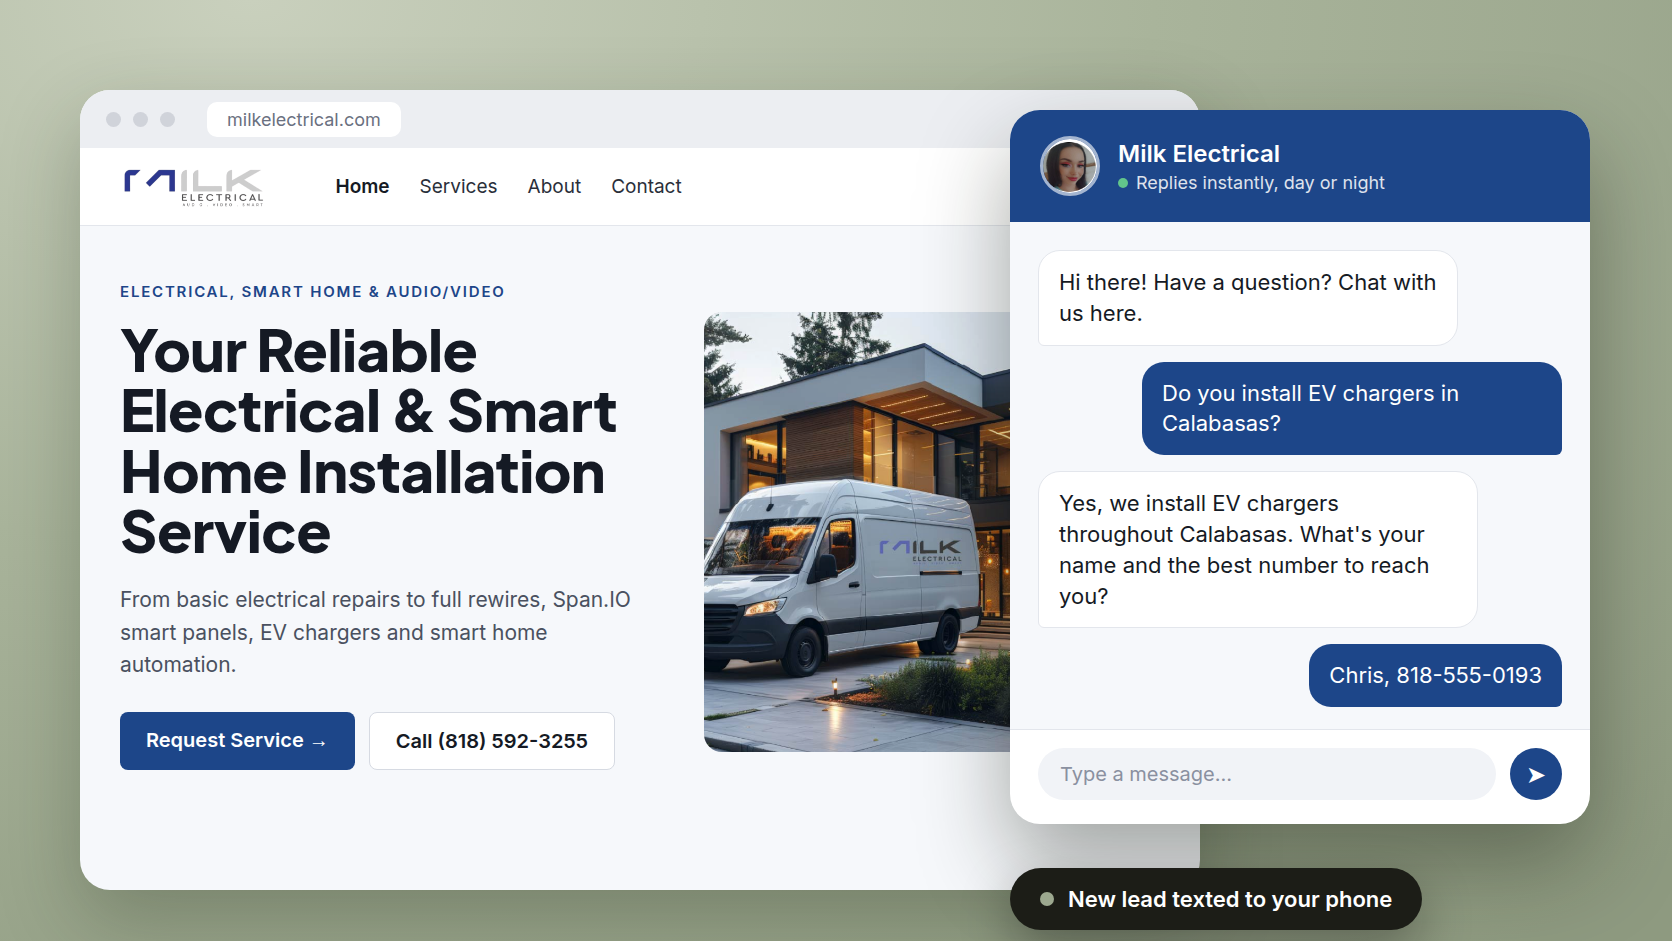 milkelectrical.com
MILK
ELECTRICAL
Home
Services
About
Contact
ELECTRICAL, SMART HOME & AUDIO/VIDEO
Your Reliable
Electrical & Smart
Home Installation
Service
From basic electrical repairs to full rewires, Span.IO
smart panels, EV chargers and smart home
automation.
Request Service →
Call (818) 592-3255
MILK
ELECTRICAL
Milk Electrical
Replies instantly, day or night
Hi there! Have a question? Chat with
us here.
Do you install EV chargers in
Calabasas?
Yes, we install EV chargers
throughout Calabasas. What's your
name and the best number to reach
you?
Chris, 818-555-0193
Type a message...
New lead texted to your phone